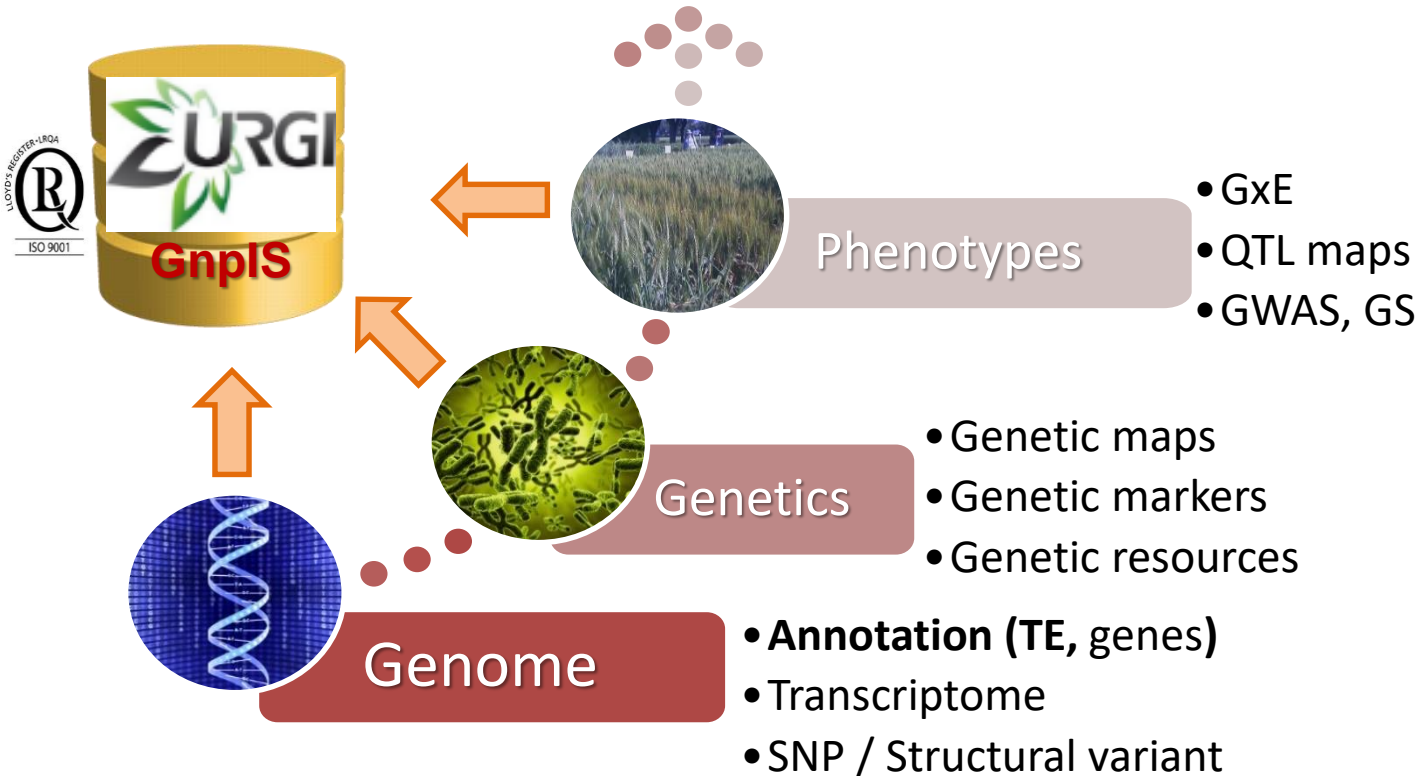 LLOYD'S REGISTER•LRQA
R
ISO 9001
URGI
GnpIS
Phenotypes
•GxE
•QTL maps
•GWAS, GS
Genetics
•Genetic maps
•Genetic markers
•Genetic resources
Genome
•Annotation (TE, genes)
•Transcriptome
•SNP / Structural variant